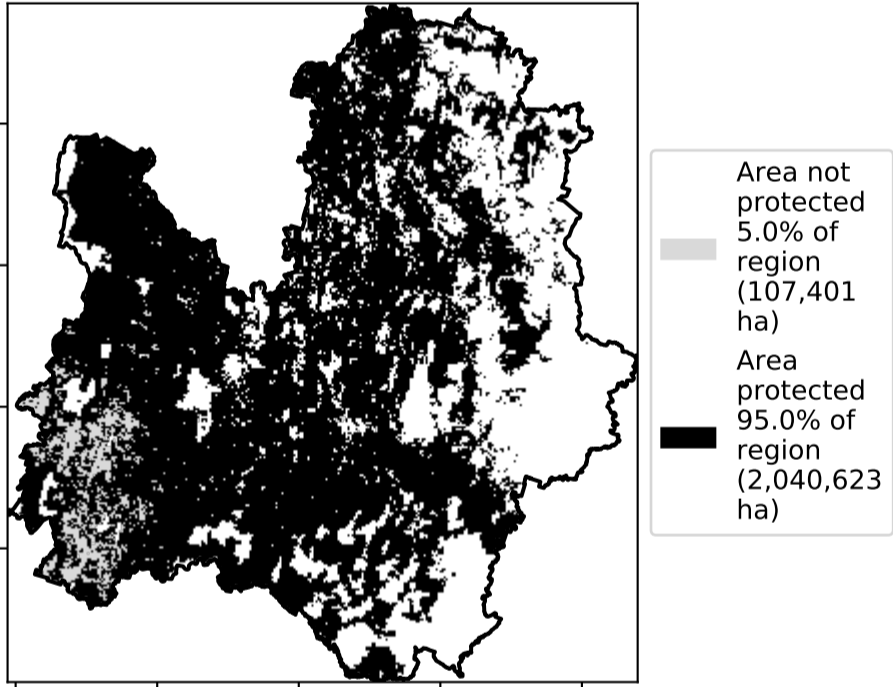 Area not
protected
5.0% of
region
(107,401
ha)
Area
protected
95.0% of
region
(2,040,623
ha)